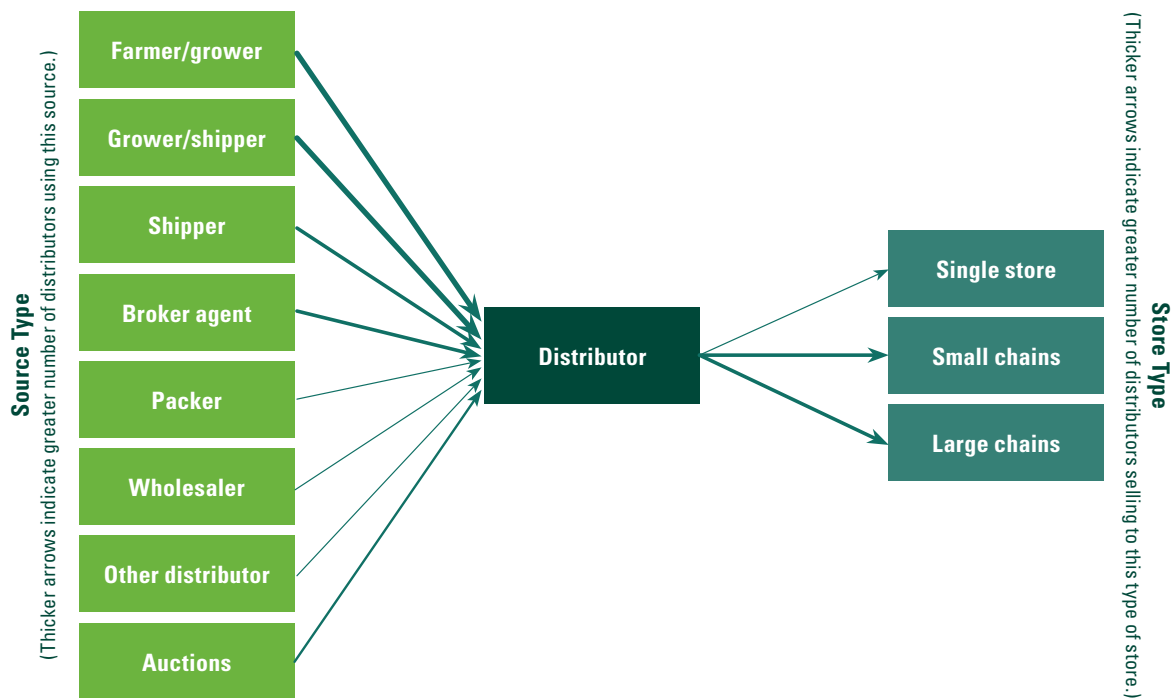 Source Type
(Thicker arrows indicate greater number of distributors using this source.)
Farmer/grower
Grower/shipper
Shipper
Broker agent
Packer
Wholesaler
Other distributor
Auctions
Distributor
Single store
Small chains
Large chains
Store Type
(Thicker arrows indicate greater number of distributors selling to this type of store.)